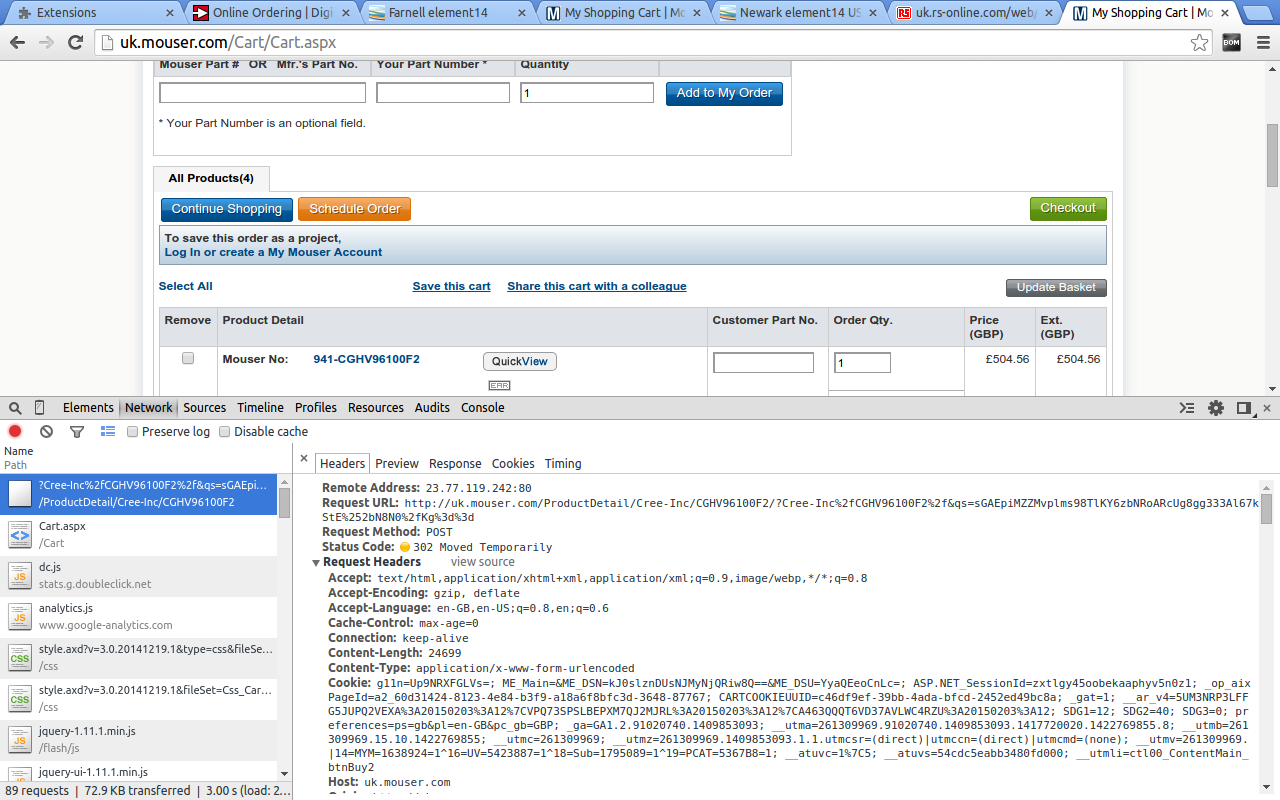 Extensions
Online Ordering | Digi
Farnell element14
My Shopping Cart | Mo
Newark element14 US
uk.rs-online.com/web/
My Shopping Cart | Mo
uk.mouser.com/Cart/Cart.aspx
BOM
Mouser Part # OR Mfr.'s Part No. Your Part Number * Quantity
1 Add to My Order
* Your Part Number is an optional field.
All Products(4)
Continue Shopping Schedule Order Checkout
To save this order as a project,
Log In or create a My Mouser Account
Select All Save this cart Share this cart with a colleague Update Basket
Remove Product Detail Customer Part No. Order Qty. Price (GBP) Ext. (GBP)
Mouser No: 941-CGHV96100F2 QuickView 1 £504.56 £504.56
EAR
Elements Network Sources Timeline Profiles Resources Audits Console
Preserve log Disable cache
Name
Path
?Cree-Inc%2fCGHV96100F2%2f&qs=sGAEpi...
/ProductDetail/Cree-Inc/CGHV96100F2
Cart.aspx
/Cart
dc.js
stats.g.doubleclick.net
analytics.js
www.google-analytics.com
style.axd?v=3.0.20141219.1&type=css&fileSe...
/css
style.axd?v=3.0.20141219.1&fileSet=Css_Car...
/css
jquery-1.11.1.min.js
/flash/js
jquery-ui-1.11.1.min.js
89 requests | 72.9 KB transferred | 3.00 s (load: 2...
Headers Preview Response Cookies Timing
Remote Address: 23.77.119.242:80
Request URL: http://uk.mouser.com/ProductDetail/Cree-Inc/CGHV96100F2/?Cree-Inc%2fCGHV96100F2%2f&qs=sGAEpiMZZMvplms98TlKY6zbNRoARcUg8gg333Al67k
StE%252bN8N0%2fKg%3d%3d
Request Method: POST
Status Code: 302 Moved Temporarily
Request Headers view source
Accept: text/html,application/xhtml+xml,application/xml;q=0.9,image/webp,*/*;q=0.8
Accept-Encoding: gzip, deflate
Accept-Language: en-GB,en-US;q=0.8,en;q=0.6
Cache-Control: max-age=0
Connection: keep-alive
Content-Length: 24699
Content-Type: application/x-www-form-urlencoded
Cookie: g11n=Up9NRXFGLVs=; ME_Main=&ME_DSN=kJ0slznDUsNJMyNjQRiw8Q==&ME_DSU=YyaQEeoCnLc=; ASP.NET_SessionId=zxtlgy45oobekaaphyv5n0z1; _op_aix
PageId=a2_60d31424-8123-4e84-b3f9-a18a6f8bfc3d-3648-87767; CARTCOOKIEUUID=c46df9ef-39bb-4ada-bfcd-2452ed49bc8a; _gat=1; __ar_v4=5UM3NRP3LFF
G5JUPQ2VEXA%3A20150203%3A12%7CVPQ73SPSLBEPXM7QJ2MJRL%3A20150203%3A12%7CA463QQQT6VD37AVLWC4RZU%3A20150203%3A12; SDG1=12; SDG2=40; SDG3=0; pr
eferences=ps=gb&pl=en-GB&pc_gb=GBP; _ga=GA1.2.91020740.1409853093; __utma=261309969.91020740.1409853093.1417720020.1422769855.8; __utmb=261
309969.15.10.1422769855; __utmc=261309969; __utmz=261309969.1409853093.1.1.utmcsr=(direct)|utmccn=(direct)|utmcmd=(none); __utmv=261309969.
|14=MYM=1638924=1^16=UV=5423887=1^18=Sub=1795089=1^19=PCAT=5367B8=1; __atuvc=1%7C5; __atuvs=54cdc5eabb3480fd000; __utmli=ctl00_ContentMain_
btnBuy2
Host: uk.mouser.com